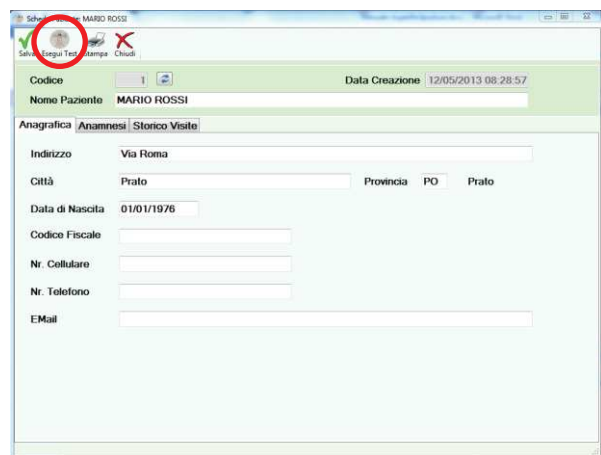 MARIO ROSSI
Salva Esegui Test Stampa Chiudi
Codice 1 Data Creazione 12/05/2013 08:28:57
Nome Paziente MARIO ROSSI
Anagrafica Anamnesi Storico Visite
Indirizzo Via Roma
Città Prato Provincia PO Prato
Data di Nascita 01/01/1976
Codice Fiscale
Nr. Cellulare
Nr. Telefono
EMail